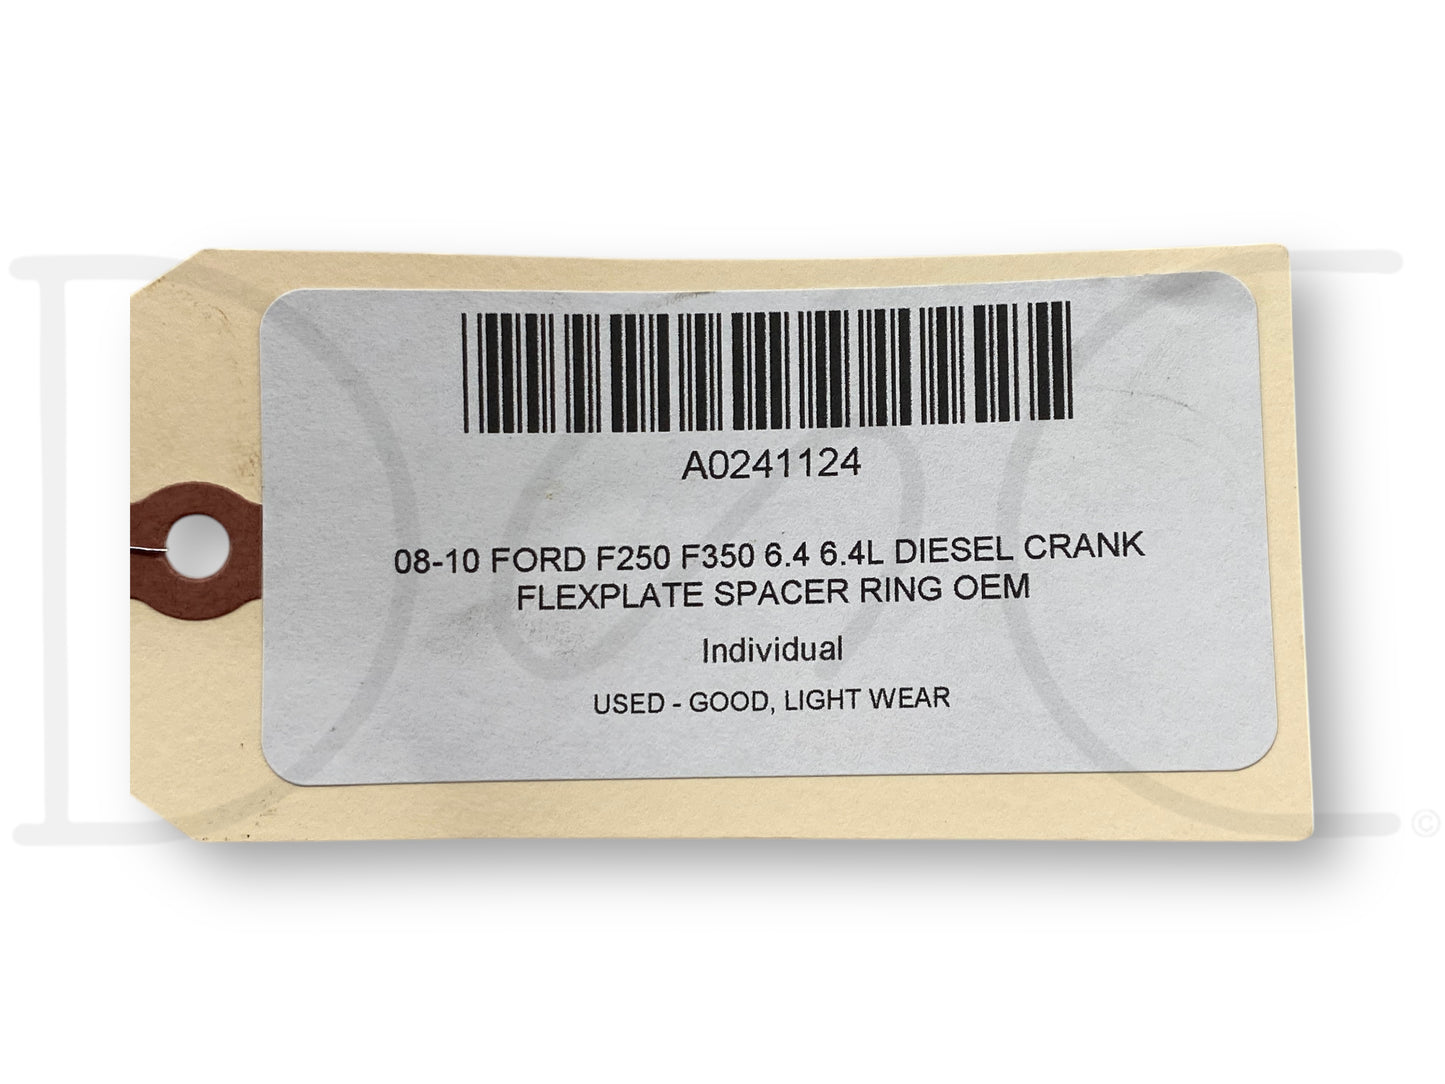 A0241124
08-10 FORD F250 F350 6.4 6.4L DIESEL CRANK
FLEXPLATE SPACER RING OEM
Individual
USED - GOOD, LIGHT WEAR
©